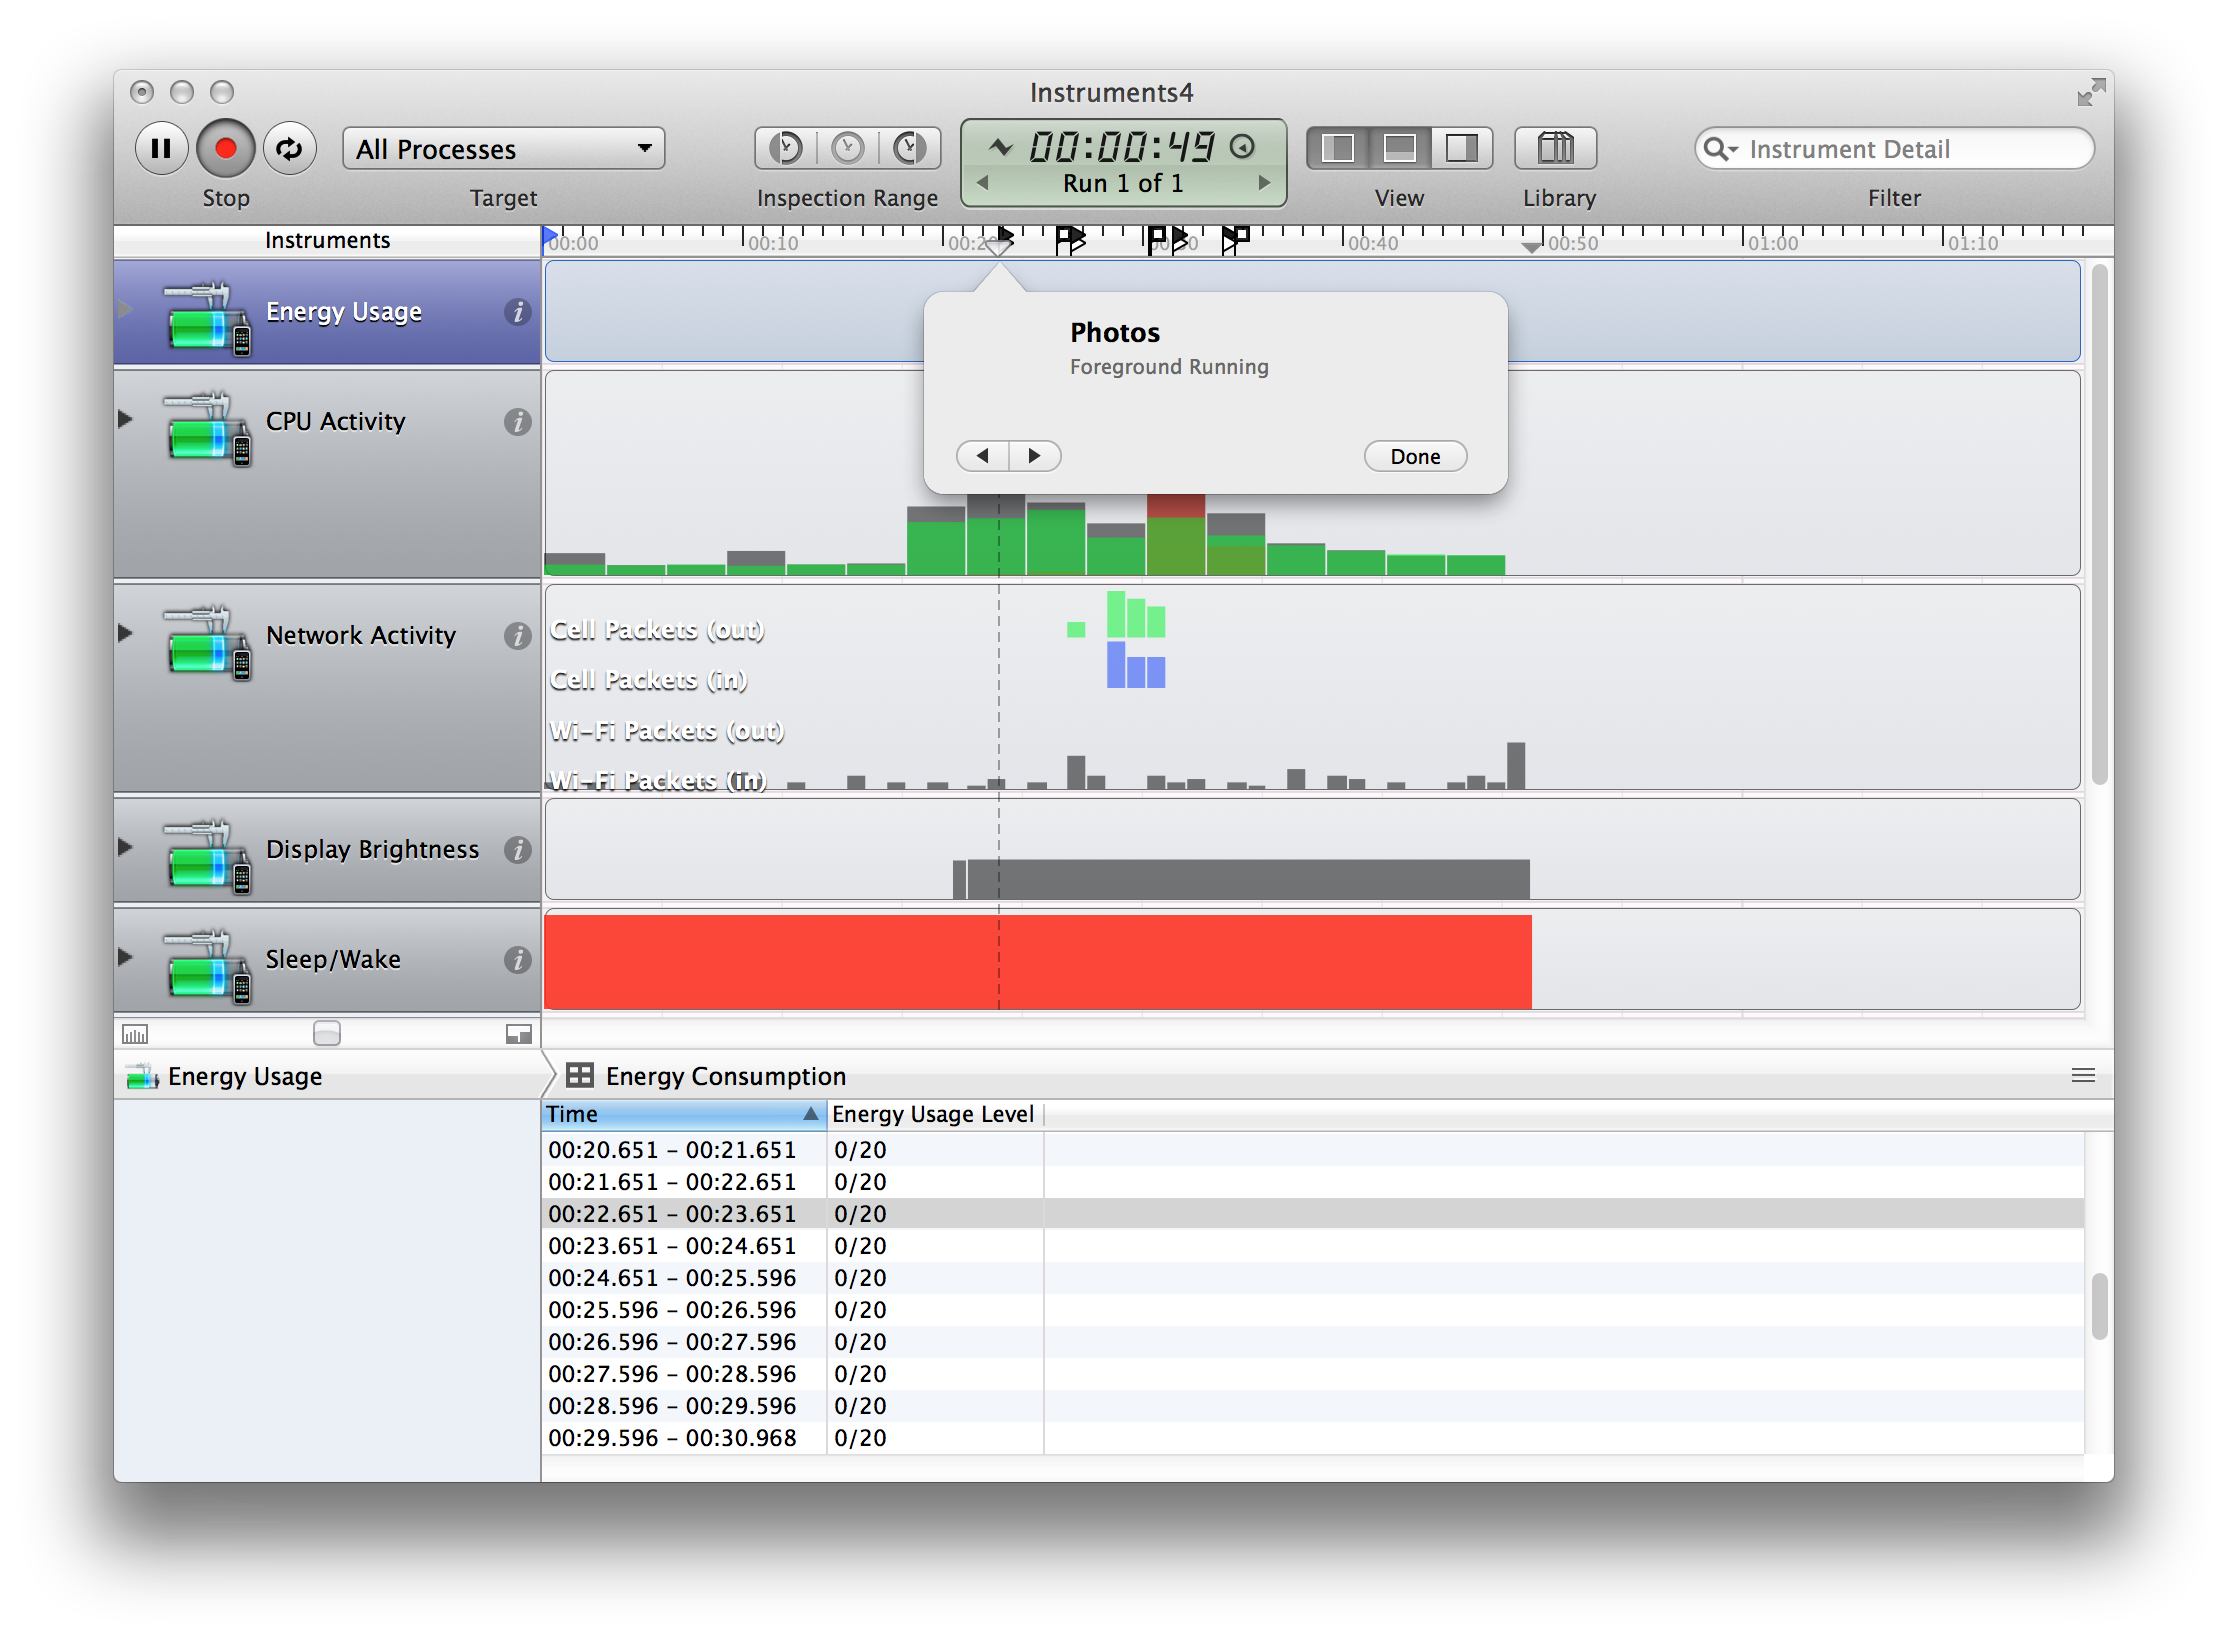 Instruments4
All Processes
00:00:49
Run 1 of 1
Instrument Detail
Stop
Target
Inspection Range
View
Library
Filter
Instruments
00:00
00:10
00:40
00:50
01:00
01:10
Energy Usage
Photos
Foreground Running
Done
CPU Activity
Network Activity
Cell Packets (out)
Cell Packets (in)
Wi-Fi Packets (out)
Wi-Fi Packets (in)
Display Brightness
Sleep/Wake
Energy Usage
Energy Consumption
Time
Energy Usage Level
00:20.651 – 00:21.651 0/20
00:21.651 – 00:22.651 0/20
00:22.651 – 00:23.651 0/20
00:23.651 – 00:24.651 0/20
00:24.651 – 00:25.596 0/20
00:25.596 – 00:26.596 0/20
00:26.596 – 00:27.596 0/20
00:27.596 – 00:28.596 0/20
00:28.596 – 00:29.596 0/20
00:29.596 – 00:30.968 0/20